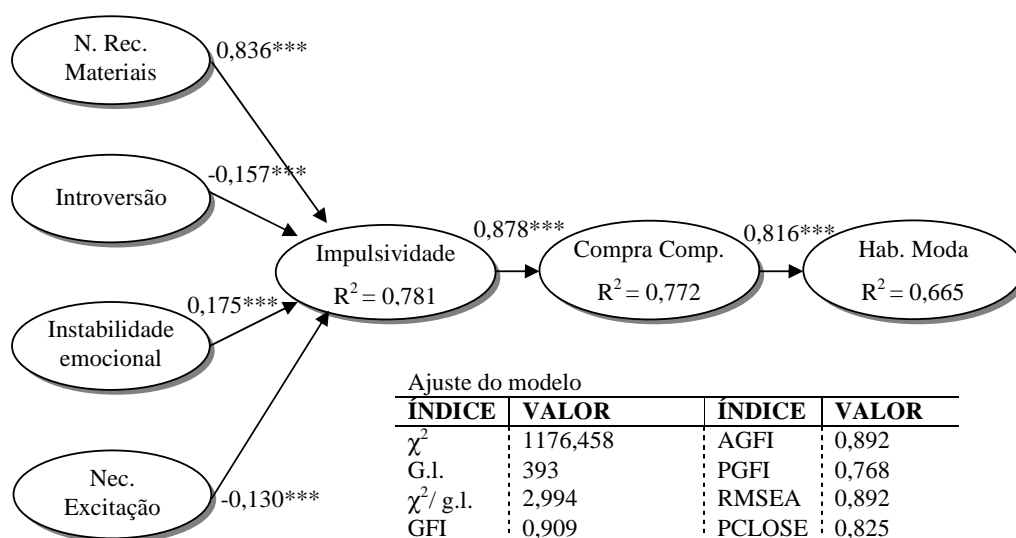 N. Rec.
Materiais
0,836***
Introversão
-0,157***
Instabilidade
emocional
0,175***
Nec.
Excitação
-0,130***
Impulsividade
R² = 0,781
0,878***
Compra Comp.
R² = 0,772
0,816***
Hab. Moda
R² = 0,665
Ajuste do modelo
ÍNDICE VALOR ÍNDICE VALOR
χ² 1176,458 AGFI 0,892
G.l. 393 PGFI 0,768
χ²/ g.l. 2,994 RMSEA 0,892
GFI 0,909 PCLOSE 0,825